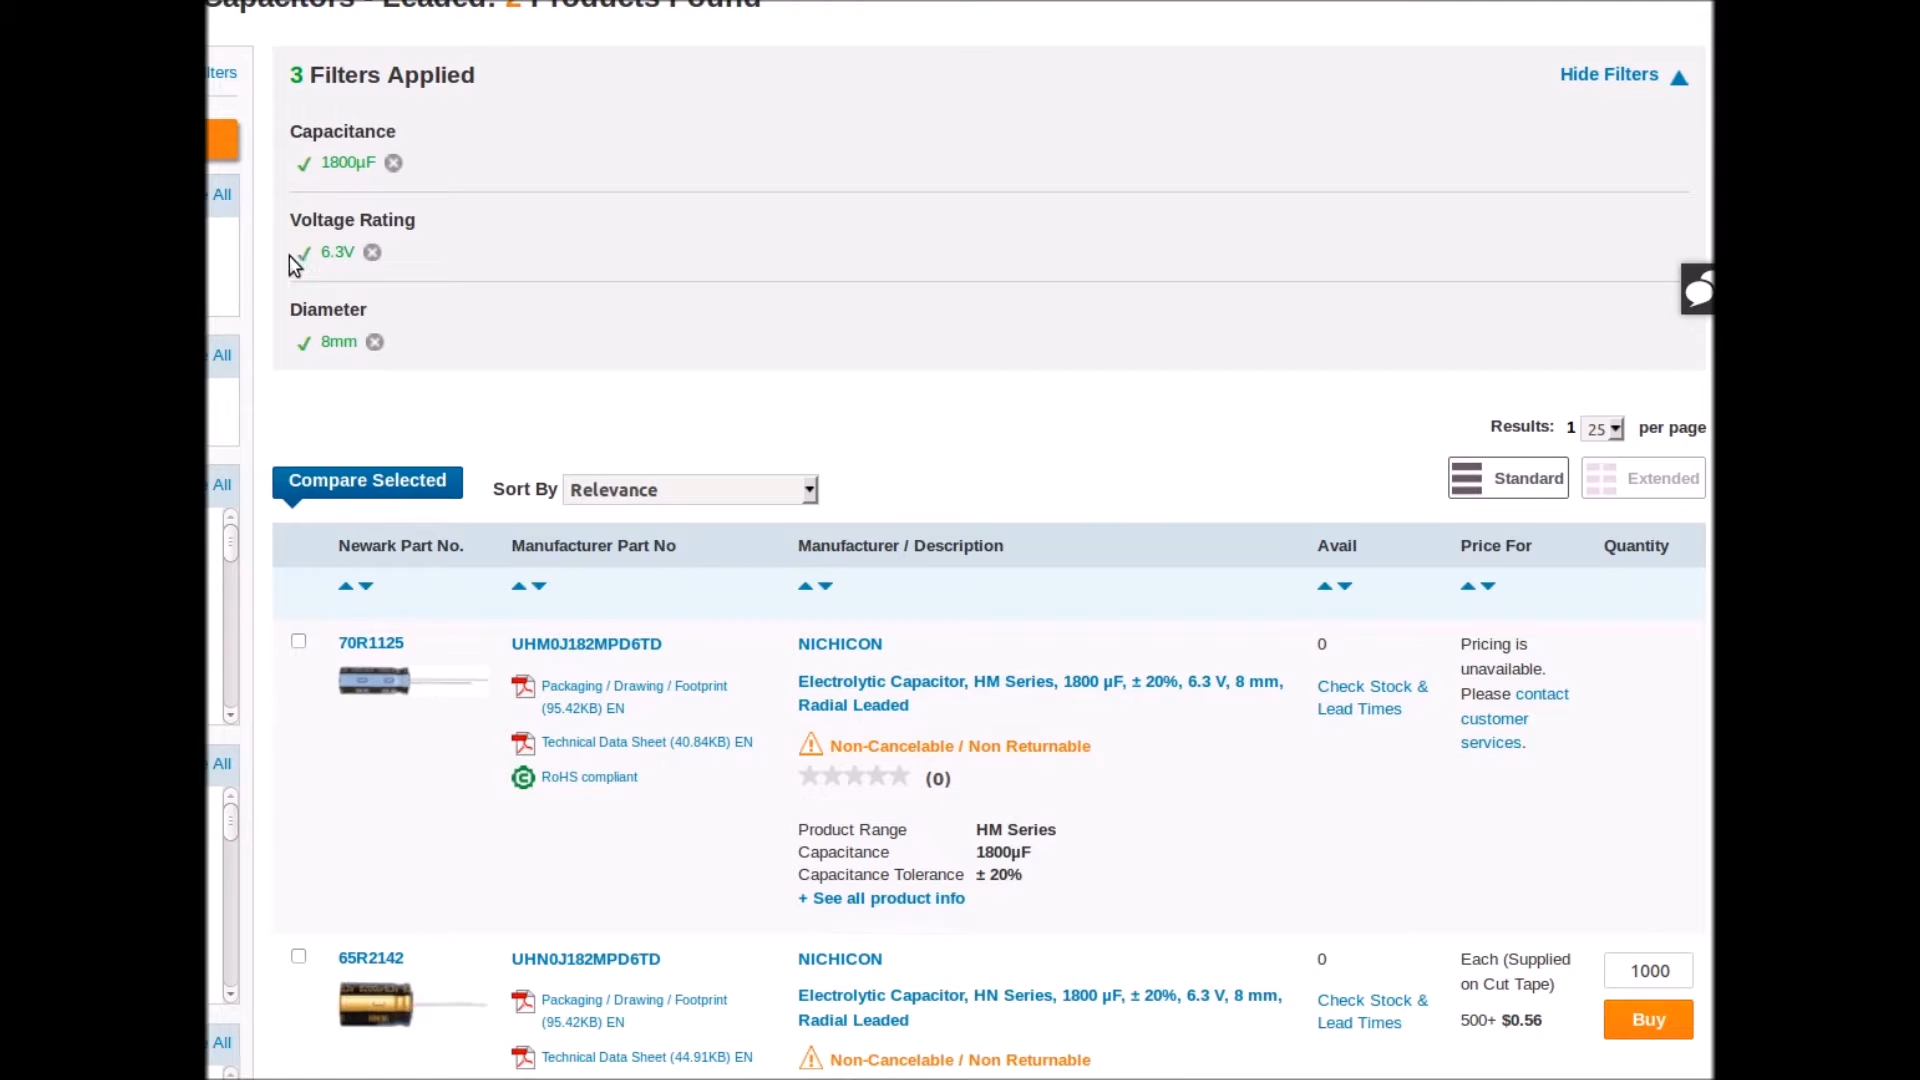 Capacitors - Leaded: 2 Products Found
lters
3 Filters Applied
Hide Filters
Capacitance
1800µF
All
Voltage Rating
6.3V
Diameter
8mm
All
Results: 1 25 per page
Compare Selected
Sort By Relevance
Standard
Extended
All
Newark Part No.
Manufacturer Part No
Manufacturer / Description
Avail
Price For
Quantity
70R1125
UHM0J182MPD6TD
Packaging / Drawing / Footprint
(95.42KB) EN
Technical Data Sheet (40.84KB) EN
RoHS compliant
NICHICON
Electrolytic Capacitor, HM Series, 1800 µF, ± 20%, 6.3 V, 8 mm,
Radial Leaded
Non-Cancelable / Non Returnable
(0)
Product Range HM Series
Capacitance 1800µF
Capacitance Tolerance ± 20%
+ See all product info
0
Check Stock &
Lead Times
Pricing is
unavailable.
Please contact
customer
services.
All
65R2142
UHN0J182MPD6TD
Packaging / Drawing / Footprint
(95.42KB) EN
Technical Data Sheet (44.91KB) EN
NICHICON
Electrolytic Capacitor, HN Series, 1800 µF, ± 20%, 6.3 V, 8 mm,
Radial Leaded
Non-Cancelable / Non Returnable
0
Check Stock &
Lead Times
Each (Supplied
on Cut Tape)
500+ $0.56
1000
Buy
All